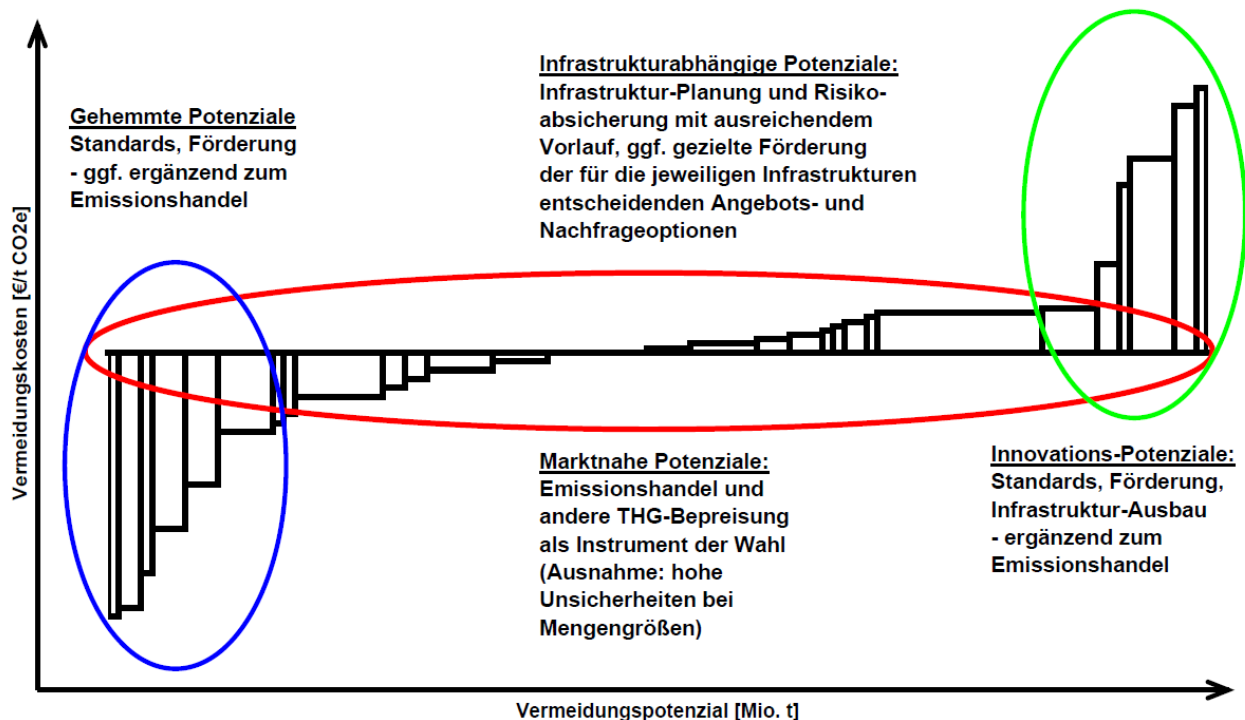 Vermeidungskosten [€/t CO2e]
Gehemmte Potenziale
Standards, Förderung
- ggf. ergänzend zum
Emissionshandel
Infrastrukturabhängige Potenziale:
Infrastruktur-Planung und Risiko-
absicherung mit ausreichendem
Vorlauf, ggf. gezielte Förderung
der für die jeweiligen Infrastrukturen
entscheidenden Angebots- und
Nachfrageoptionen
Marktnahe Potenziale:
Emissionshandel und
andere THG-Bepreisung
als Instrument der Wahl
(Ausnahme: hohe
Unsicherheiten bei
Mengengrößen)
Innovations-Potenziale:
Standards, Förderung,
Infrastruktur-Ausbau
- ergänzend zum
Emissionshandel
Vermeidungspotenzial [Mio. t]